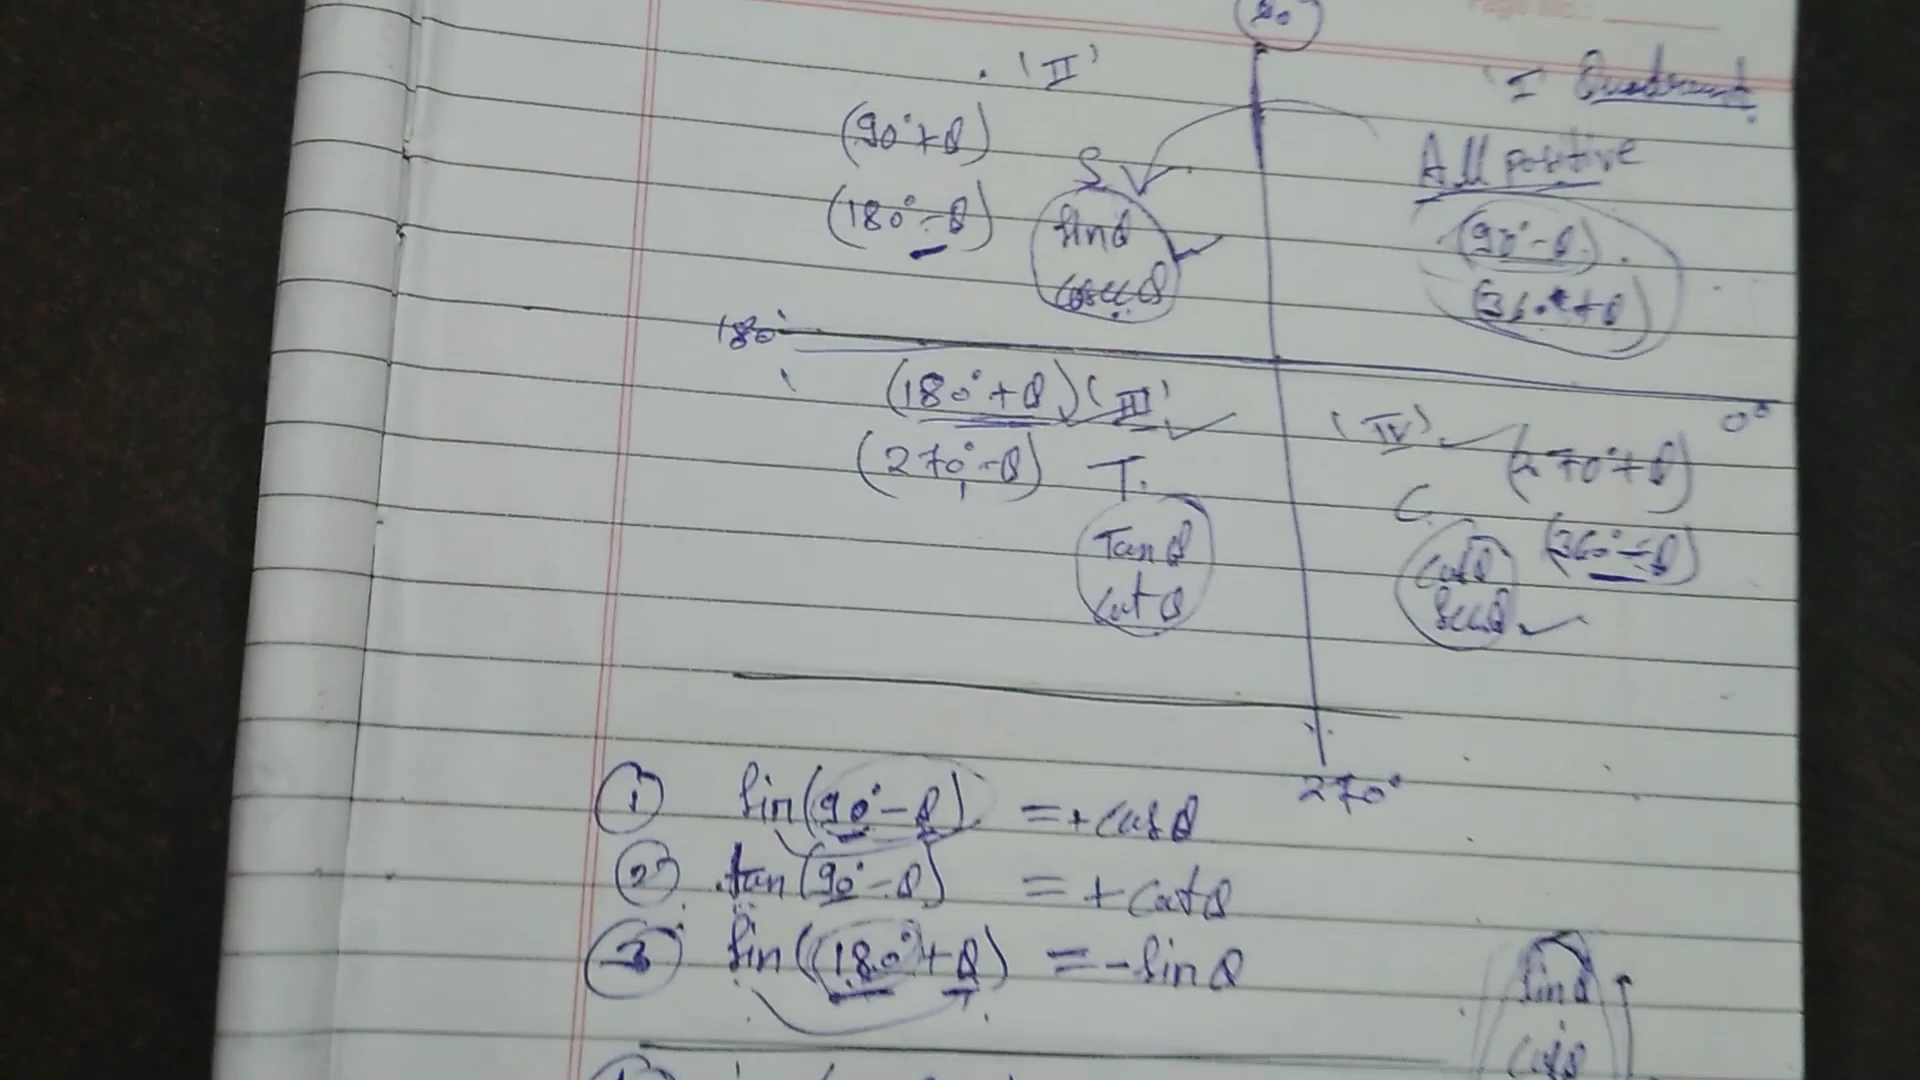 90°
'II'
'I Quadrant.
(90°+θ)
All positive
S
(180°-θ)
sinθ
cosecθ
(90°-θ)
(360°+θ)
180°
0°
(180°+θ) 'III'
(270°-θ) T.
Tanθ
cotθ
'IV' (270°+θ)
C.
(360°-θ)
cosθ
secθ
270°
① sin(90°-θ) = +cosθ
② tan(90°-θ) = +cotθ
③ sin(180°+θ) = -sinθ
sinθ
cosθ